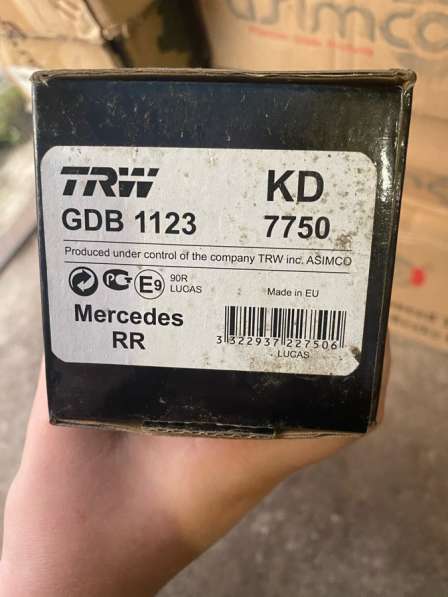 asimco
TRW KD
GDB 1123 7750
Produced under control of the company TRW inc. ASIMCO
E9 90R
LUCAS
Made in EU
Mercedes
RR
3 322937 227506
LUCAS